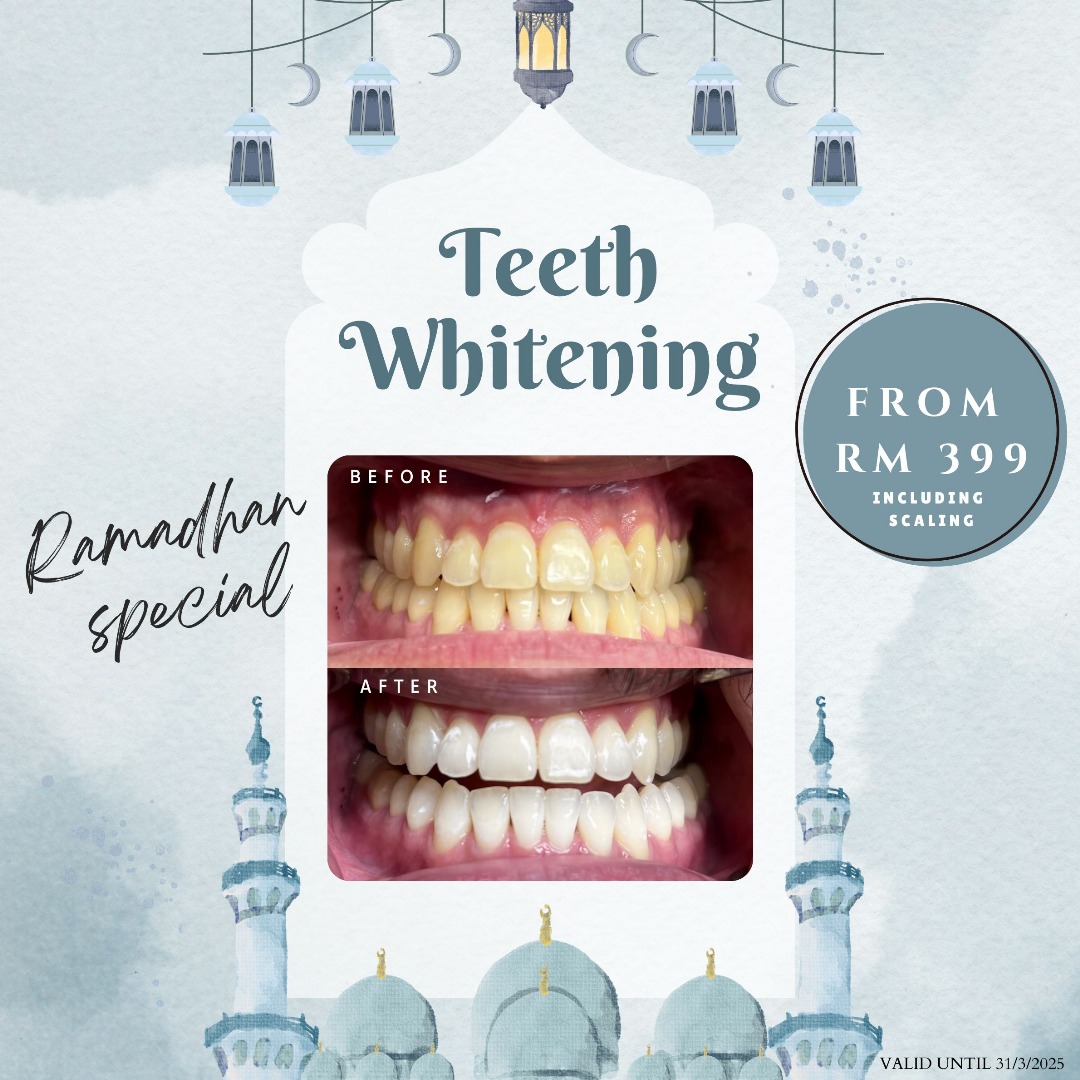 Teeth
Whitening
FROM
RM 399
INCLUDING
SCALING
BEFORE
Ramadhan
special
AFTER
VALID UNTIL 31/3/2025